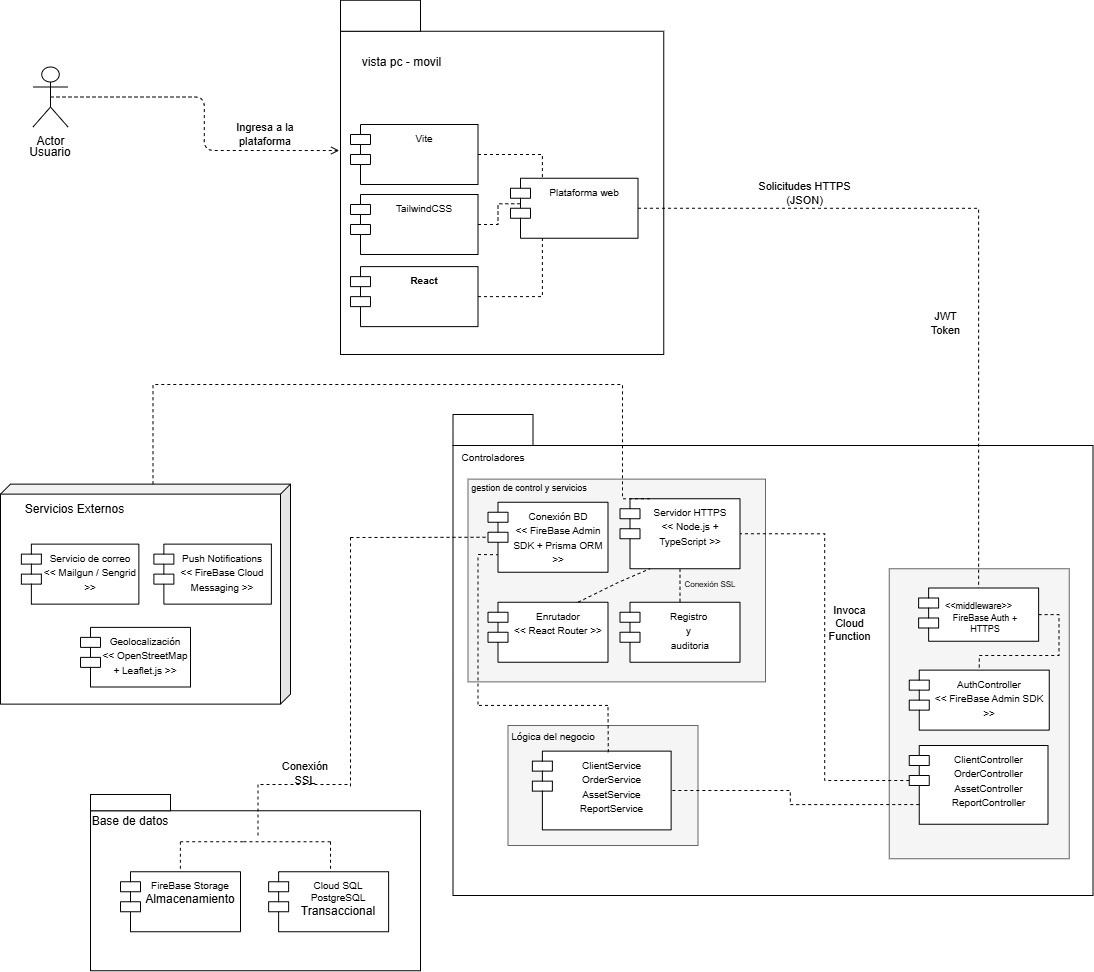 vista pc - movil
Actor
Usuario
Ingresa a la
plataforma
Vite
TailwindCSS
React
Plataforma web
Solicitudes HTTPS
(JSON)
JWT
Token
Controladores
gestion de control y servicios
Conexión BD
<< FireBase Admin
SDK + Prisma ORM
>>
Servidor HTTPS
<< Node.js +
TypeScript >>
Conexión SSL
Enrutador
<< React Router >>
Registro
y
auditoria
Invoca
Cloud
Function
<<middleware>>
FireBase Auth +
HTTPS
AuthController
<< FireBase Admin SDK
>>
ClientController
OrderController
AssetController
ReportController
Lógica del negocio
ClientService
OrderService
AssetService
ReportService
Servicios Externos
Servicio de correo
<< Mailgun / Sengrid
>>
Push Notifications
<< FireBase Cloud
Messaging >>
Geolocalización
<< OpenStreetMap
+ Leaflet.js >>
Conexión
SSL
Base de datos
FireBase Storage
Almacenamiento
Cloud SQL
PostgreSQL
Transaccional